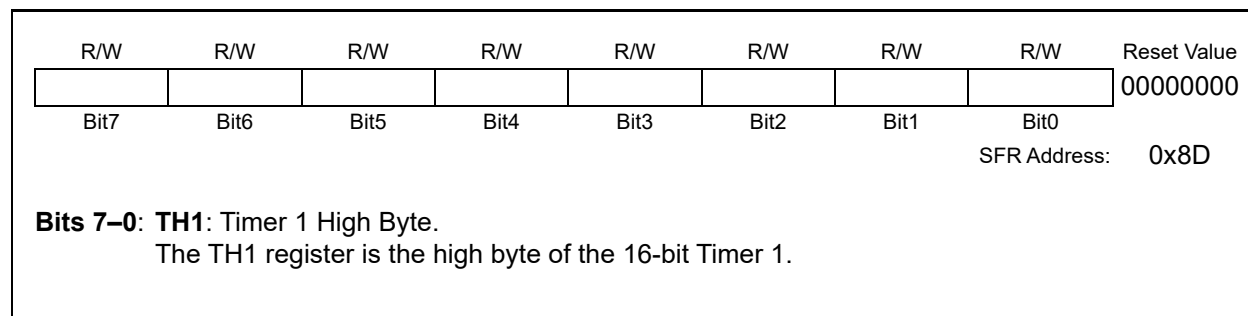 R/W R/W R/W R/W R/W R/W R/W R/W Reset Value
00000000
Bit7 Bit6 Bit5 Bit4 Bit3 Bit2 Bit1 Bit0
SFR Address: 0x8D
Bits 7–0: TH1: Timer 1 High Byte.
The TH1 register is the high byte of the 16-bit Timer 1.